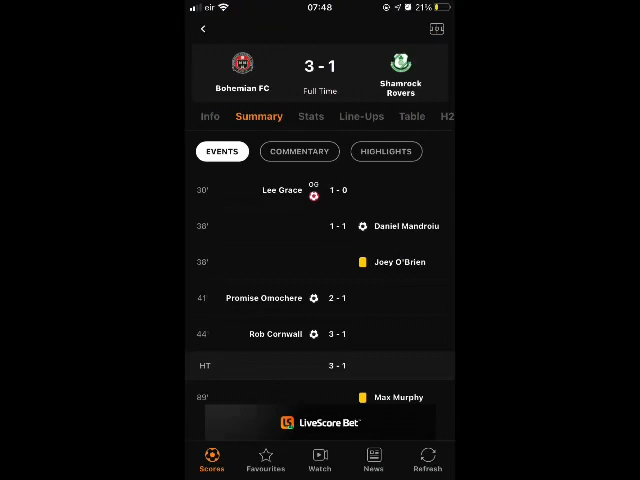 eir 07:48 21%
Bohemian FC 3 - 1 Shamrock Rovers
Full Time
Info Summary Stats Line-Ups Table H2
EVENTS COMMENTARY HIGHLIGHTS
30' Lee Grace OG 1 - 0
38' 1 - 1 Daniel Mandroiu
38' Joey O'Brien
41' Promise Omochere 2 - 1
44' Rob Cornwall 3 - 1
HT 3 - 1
89' Max Murphy
LS LiveScore Bet
Scores Favourites Watch News Refresh